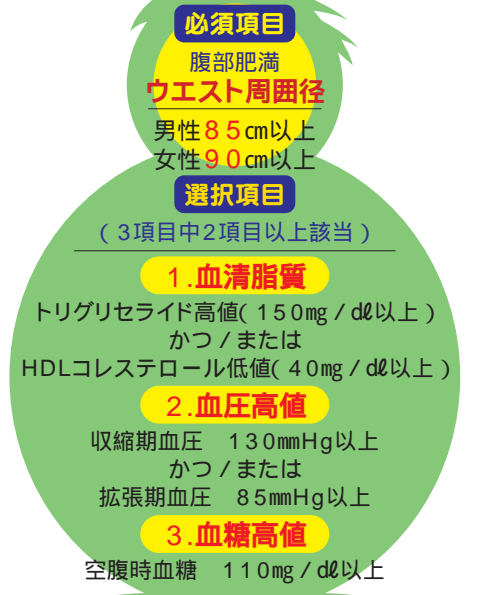 必須項目
腹部肥満
ウエスト周囲径
男性85㎝以上
女性90㎝以上
選択項目
(3項目中2項目以上該当)
1.血清脂質
トリグリセライド高値(150㎎/㎗以上)
かつ/または
HDLコレステロール低値(40㎎/㎗以上)
2.血圧高値
収縮期血圧　130㎜Hg以上
かつ/または
拡張期血圧　85㎜Hg以上
3.血糖高値
空腹時血糖　110㎎/㎗以上